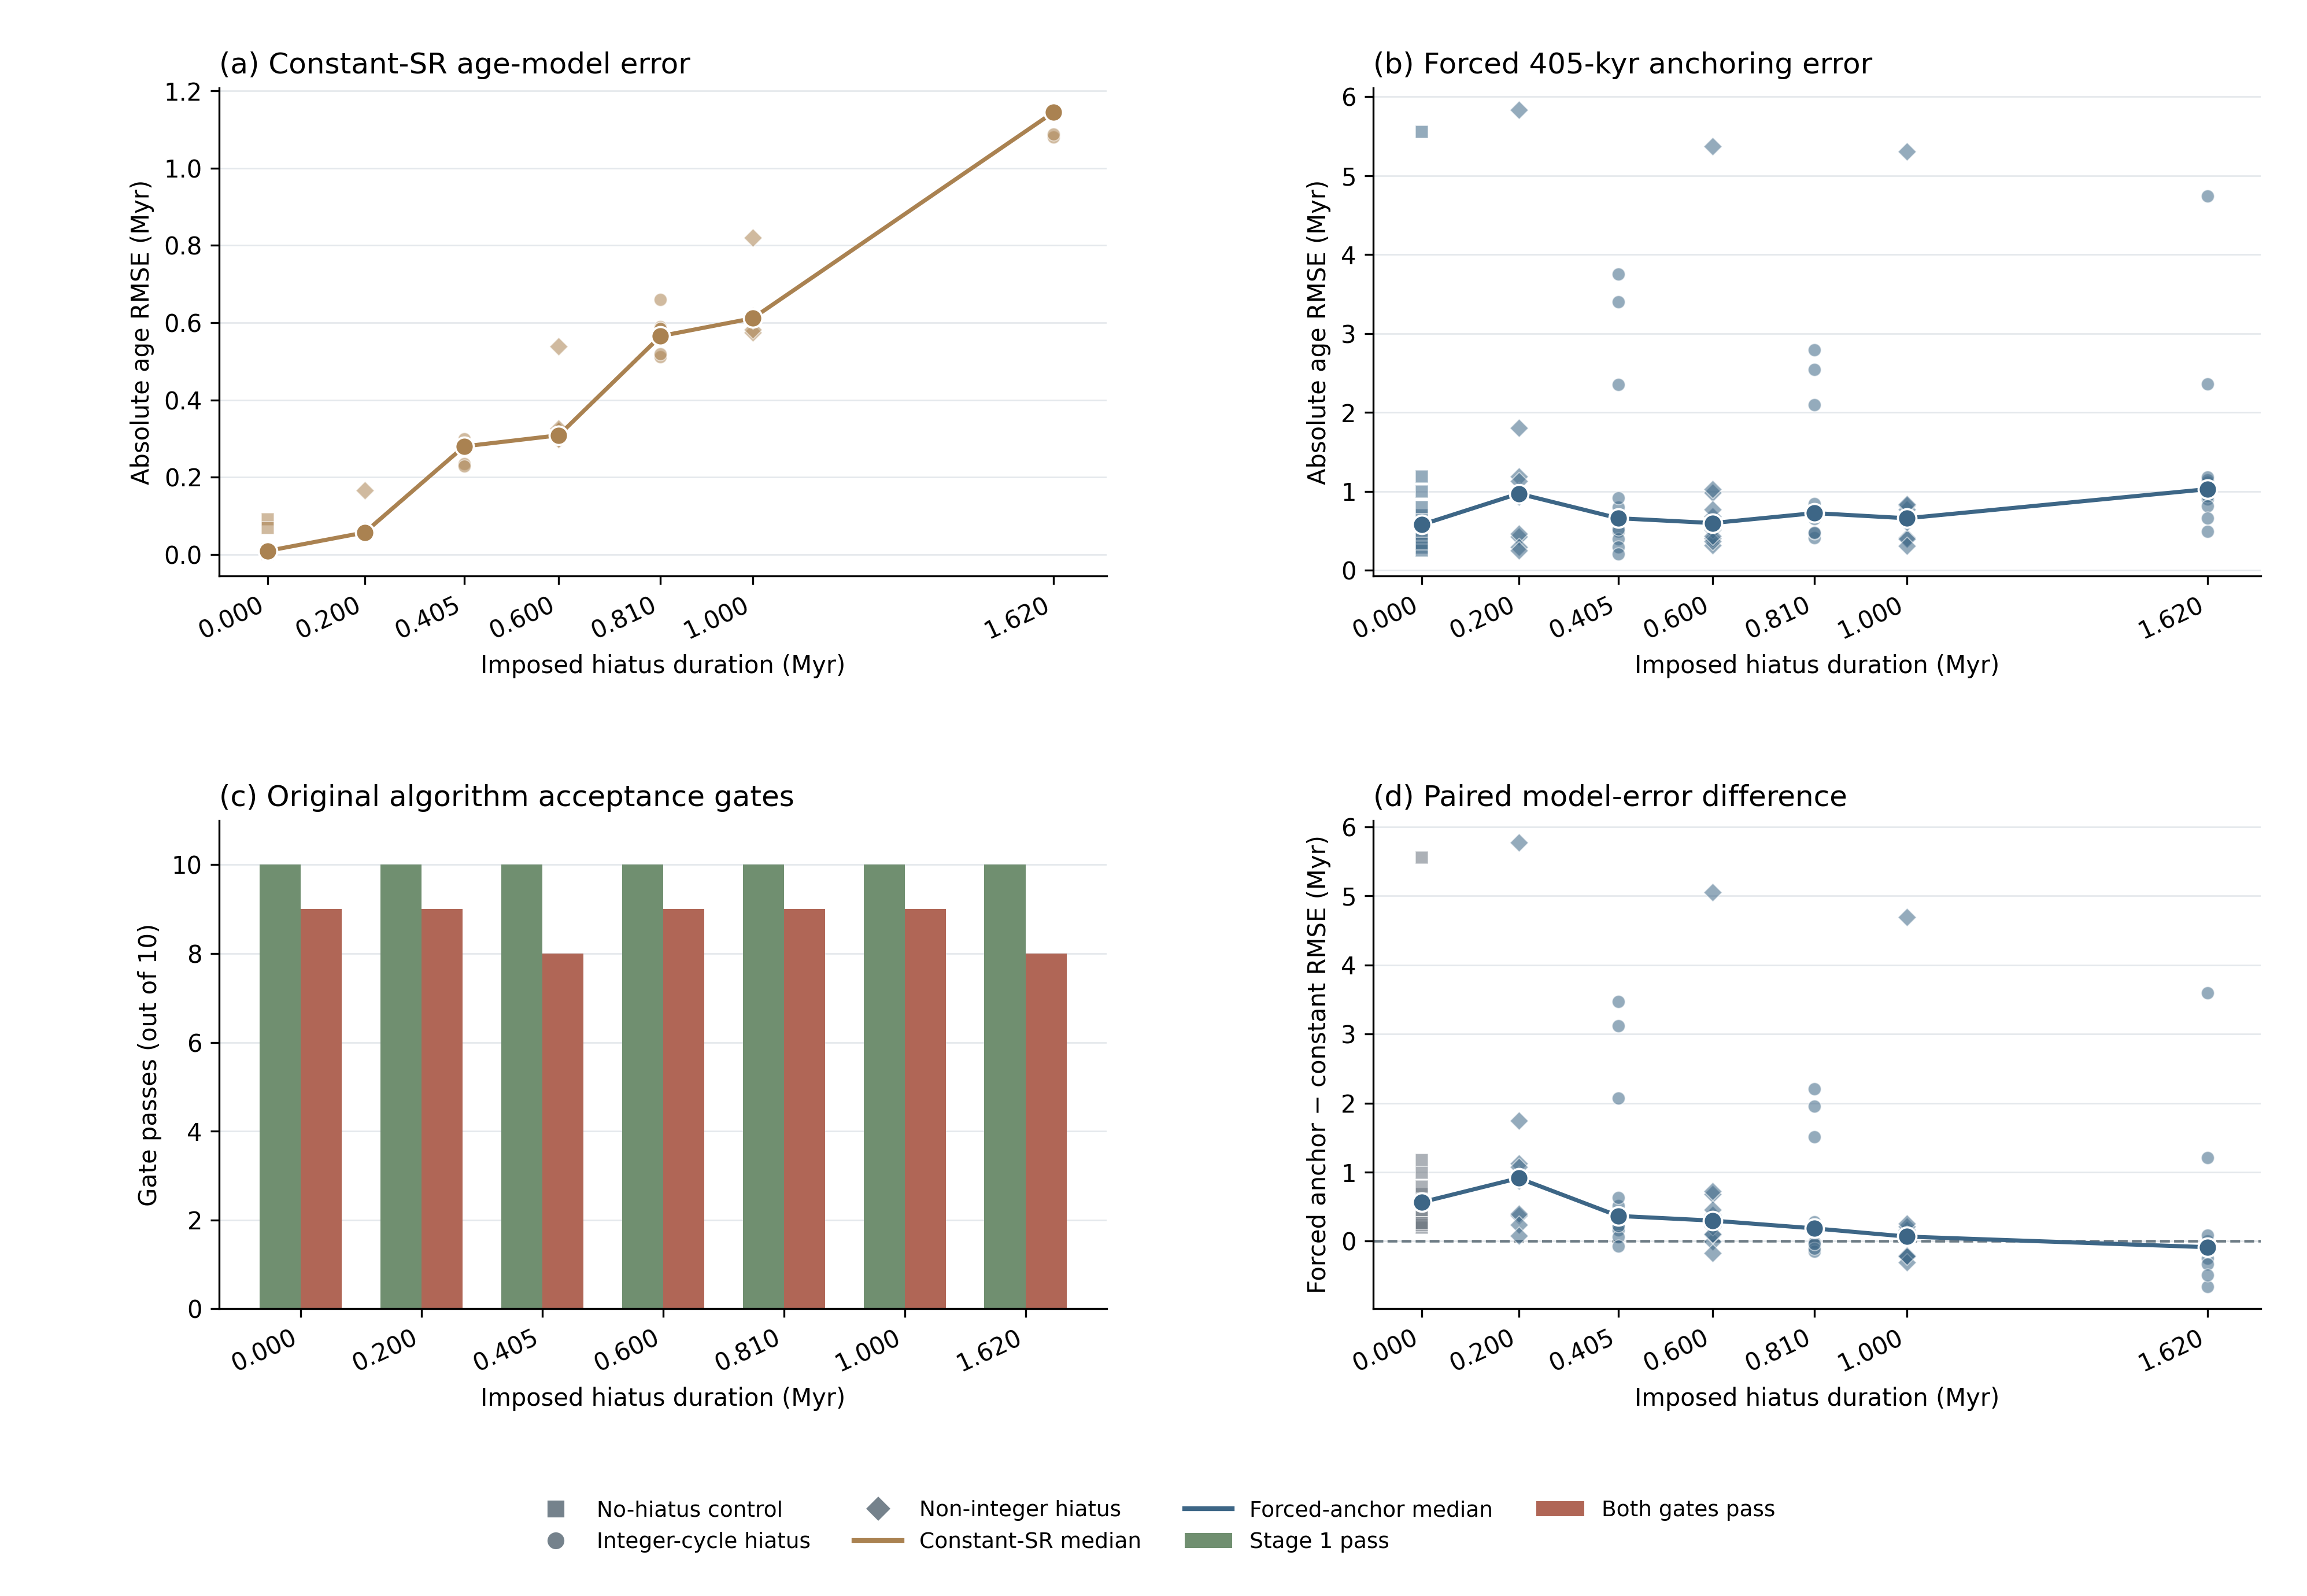 (a) Constant-SR age-model error
Absolute age RMSE (Myr)
1.2
1.0
0.8
0.6
0.4
0.2
0.0
0.000
0.200
0.405
0.600
0.810
1.000
1.620
Imposed hiatus duration (Myr)
(b) Forced 405-kyr anchoring error
Absolute age RMSE (Myr)
6
5
4
3
2
1
0
0.000
0.200
0.405
0.600
0.810
1.000
1.620
Imposed hiatus duration (Myr)
(c) Original algorithm acceptance gates
Gate passes (out of 10)
10
8
6
4
2
0
0.000
0.200
0.405
0.600
0.810
1.000
1.620
Imposed hiatus duration (Myr)
(d) Paired model-error difference
Forced anchor − constant RMSE (Myr)
6
5
4
3
2
1
0
0.000
0.200
0.405
0.600
0.810
1.000
1.620
Imposed hiatus duration (Myr)
No-hiatus control
Integer-cycle hiatus
Non-integer hiatus
Constant-SR median
Forced-anchor median
Stage 1 pass
Both gates pass